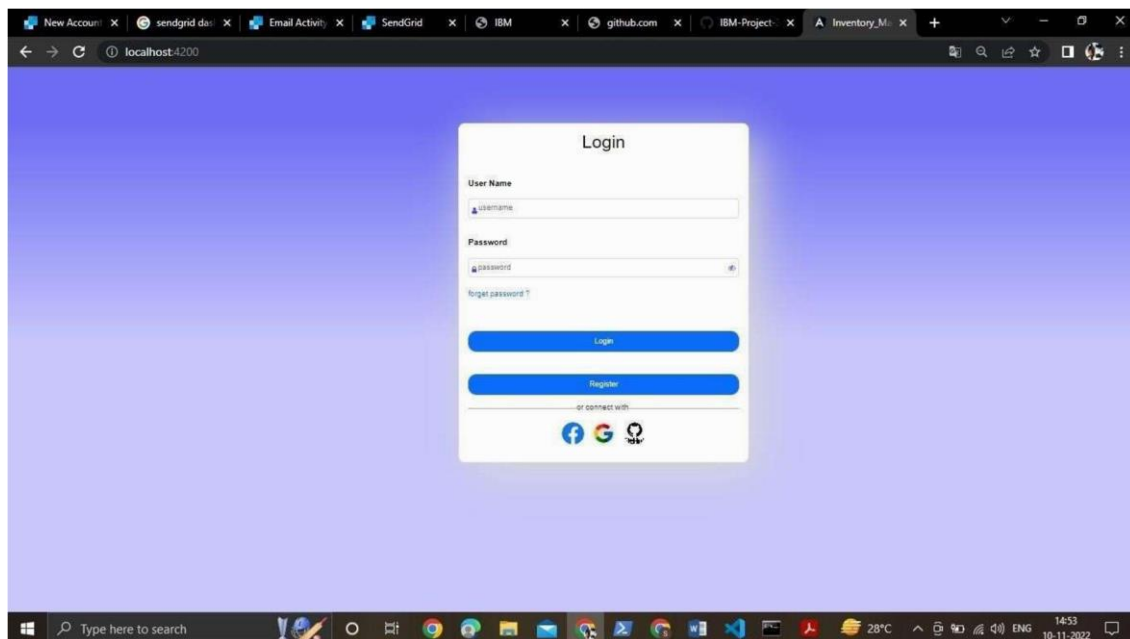 New Account
sendgrid das
Email Activity
SendGrid
IBM
github.com
IBM-Project-
Inventory_Ma
localhost:4200
Login
User Name
username
Password
password
forget password ?
Login
Register
or connect with
Type here to search
28°C
ENG
14:53
10-11-2022